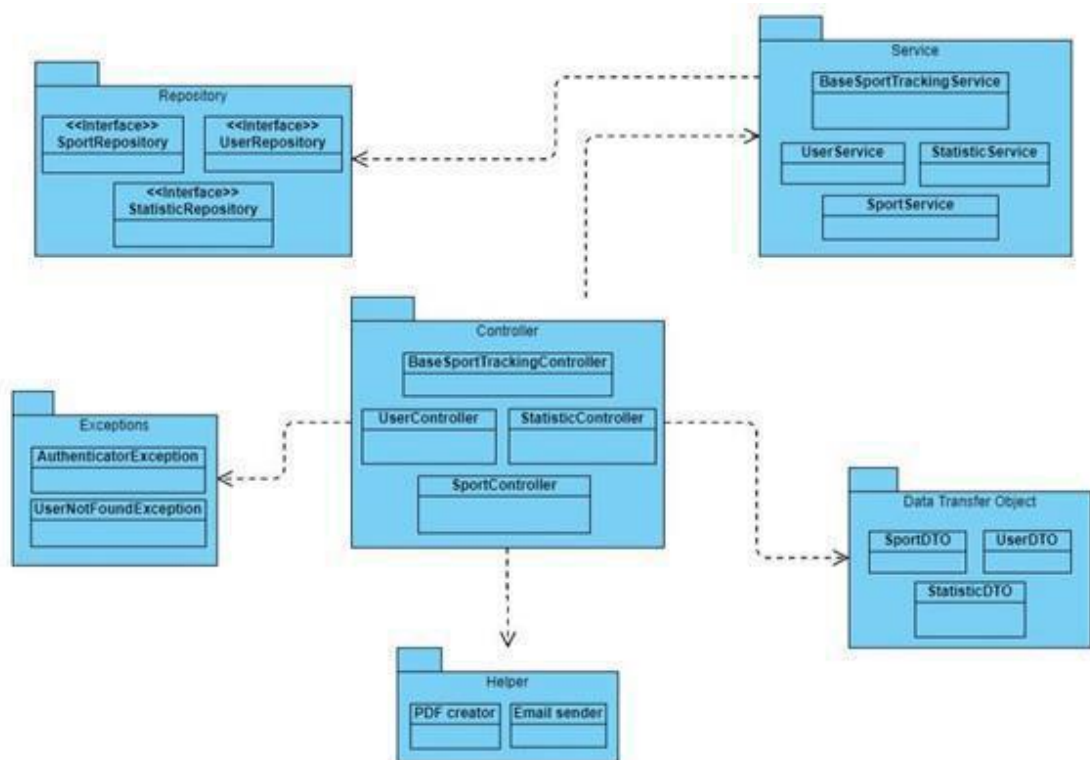 Service
BaseSportTrackingService
UserService
StatisticService
SportService
Repository
<<Interface>>
SportRepository
<<Interface>>
UserRepository
<<Interface>>
StatisticRepository
Controller
BaseSportTrackingController
UserController
StatisticController
SportController
Exceptions
AuthenticatorException
UserNotFoundException
Data Transfer Object
SportDTO
UserDTO
StatisticDTO
Helper
PDF creator
Email sender